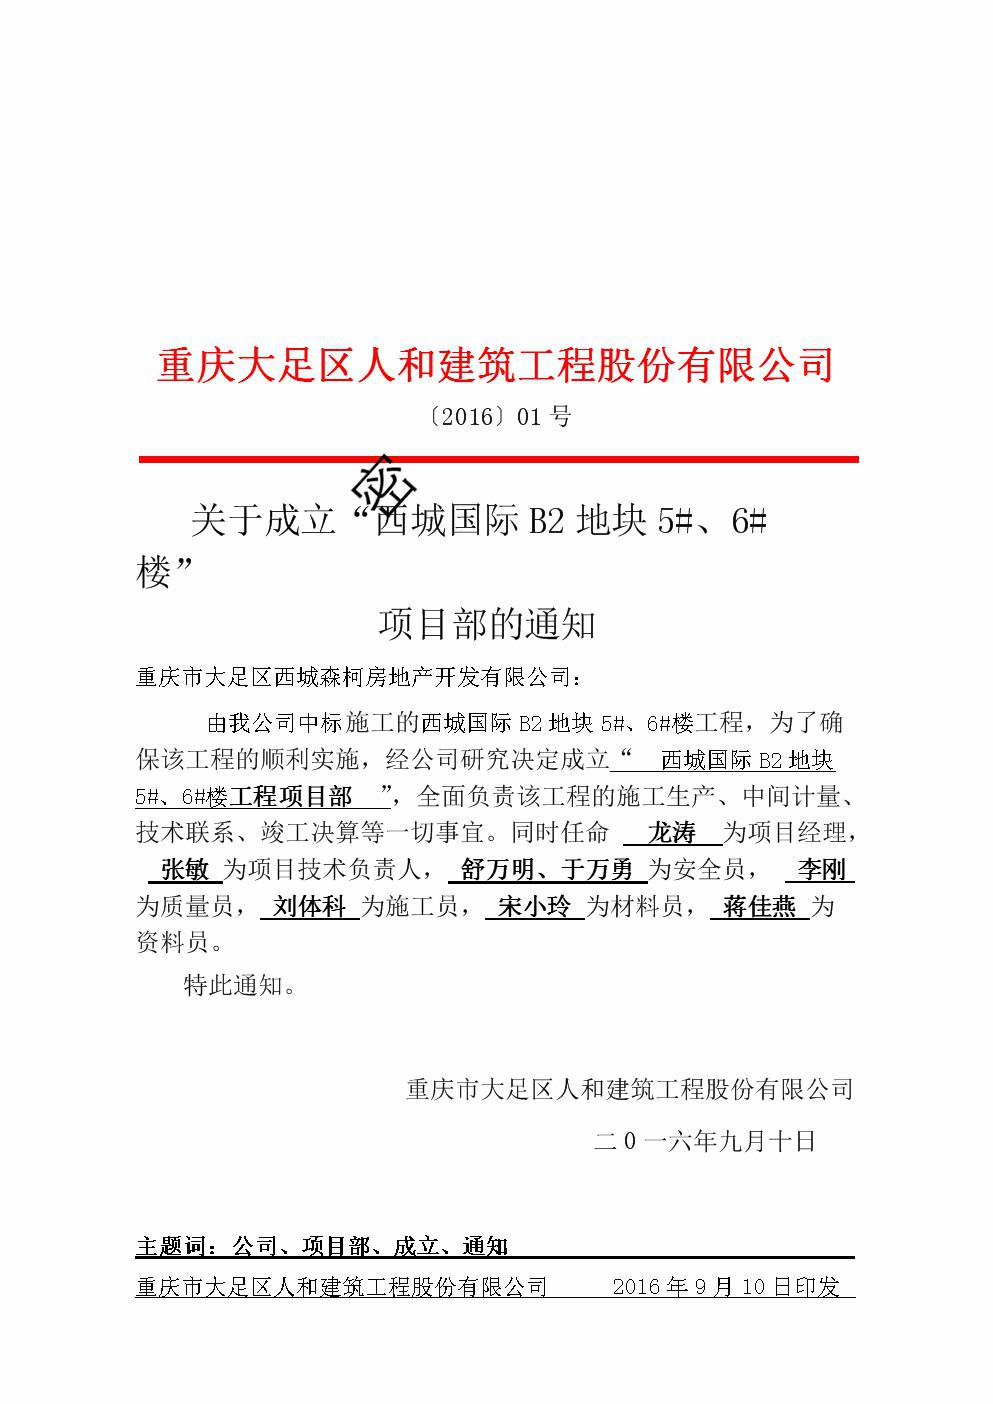 重庆大足区人和建筑工程股份有限公司
〔2016〕01 号
关于成立“西城国际 B2 地块 5#、6#
楼”
项目部的通知
重庆市大足区西城森柯房地产开发有限公司：
由我公司中标施工的西城国际 B2 地块 5#、6#楼工程，为了确
保该工程的顺利实施，经公司研究决定成立“ 西城国际 B2 地块
5#、6#楼工程项目部 ”，全面负责该工程的施工生产、中间计量、
技术联系、竣工决算等一切事宜。同时任命 龙涛 为项目经理，
张敏 为项目技术负责人， 舒万明、于万勇 为安全员， 李刚
为质量员， 刘体科 为施工员， 宋小玲 为材料员， 蒋佳燕 为
资料员。
特此通知。
重庆市大足区人和建筑工程股份有限公司
二0一六年九月十日
主题词：公司、项目部、成立、通知
重庆市大足区人和建筑工程股份有限公司 2016 年 9 月 10 日印发